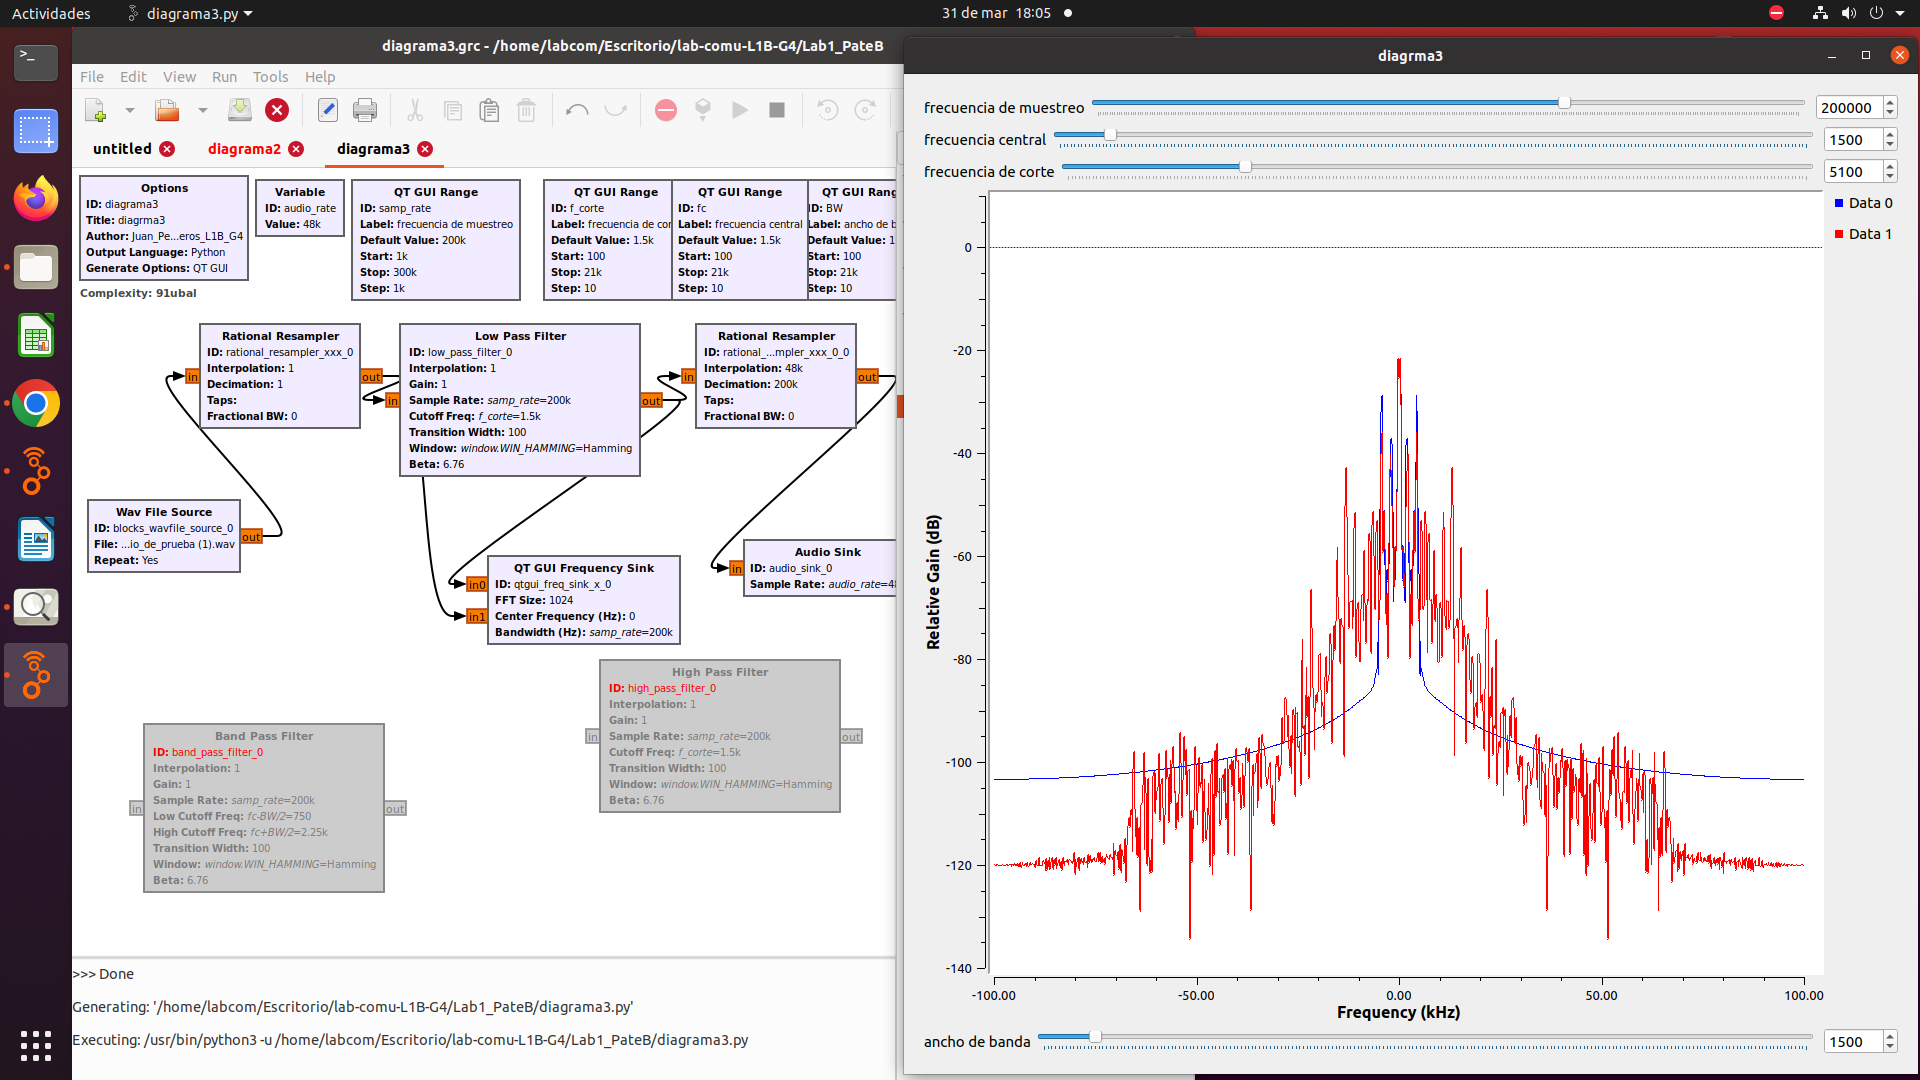 Actividades
diagrama3.py
31 de mar 18:05
diagrama3.grc - /home/labcom/Escritorio/lab-comu-L1B-G4/Lab1_PateB
File Edit View Run Tools Help
untitled diagrama2 diagrama3
Options
ID: diagrama3
Title: diagrma3
Author: Juan_Pe...eros_L1B_G4
Output Language: Python
Generate Options: QT GUI
Complexity: 91ubal
Variable
ID: audio_rate
Value: 48k
QT GUI Range
ID: samp_rate
Label: frecuencia de muestreo
Default Value: 200k
Start: 1k
Stop: 300k
Step: 1k
QT GUI Range
ID: f_corte
Label: frecuencia de cor
Default Value: 1.5k
Start: 100
Stop: 21k
Step: 10
QT GUI Range
ID: fc
Label: frecuencia central
Default Value: 1.5k
Start: 100
Stop: 21k
Step: 10
QT GUI Rang
ID: BW
Label: ancho de b
Default Value: 1
Start: 100
Stop: 21k
Step: 10
Rational Resampler
ID: rational_resampler_xxx_0
Interpolation: 1
Decimation: 1
Taps:
Fractional BW: 0
in
out
Low Pass Filter
ID: low_pass_filter_0
Interpolation: 1
Gain: 1
Sample Rate: samp_rate=200k
Cutoff Freq: f_corte=1.5k
Transition Width: 100
Window: window.WIN_HAMMING=Hamming
Beta: 6.76
in
out
Rational Resampler
ID: rational_...mpler_xxx_0_0
Interpolation: 48k
Decimation: 200k
Taps:
Fractional BW: 0
in
out
Wav File Source
ID: blocks_wavfile_source_0
File: ...io_de_prueba (1).wav
Repeat: Yes
out
QT GUI Frequency Sink
ID: qtgui_freq_sink_x_0
FFT Size: 1024
Center Frequency (Hz): 0
Bandwidth (Hz): samp_rate=200k
in0
in1
Audio Sink
ID: audio_sink_0
Sample Rate: audio_rate=4
in
High Pass Filter
ID: high_pass_filter_0
Interpolation: 1
Gain: 1
Sample Rate: samp_rate=200k
Cutoff Freq: f_corte=1.5k
Transition Width: 100
Window: window.WIN_HAMMING=Hamming
Beta: 6.76
in
out
Band Pass Filter
ID: band_pass_filter_0
Interpolation: 1
Gain: 1
Sample Rate: samp_rate=200k
Low Cutoff Freq: fc-BW/2=750
High Cutoff Freq: fc+BW/2=2.25k
Transition Width: 100
Window: window.WIN_HAMMING=Hamming
Beta: 6.76
in
out
>>> Done
Generating: '/home/labcom/Escritorio/lab-comu-L1B-G4/Lab1_PateB/diagrama3.py'
Executing: /usr/bin/python3 -u /home/labcom/Escritorio/lab-comu-L1B-G4/Lab1_PateB/diagrama3.py
diagrma3
frecuencia de muestreo 200000
frecuencia central 1500
frecuencia de corte 5100
Data 0
Data 1
0
-20
-40
-60
-80
-100
-120
-140
Relative Gain (dB)
-100.00 -50.00 0.00 50.00 100.00
Frequency (kHz)
ancho de banda 1500